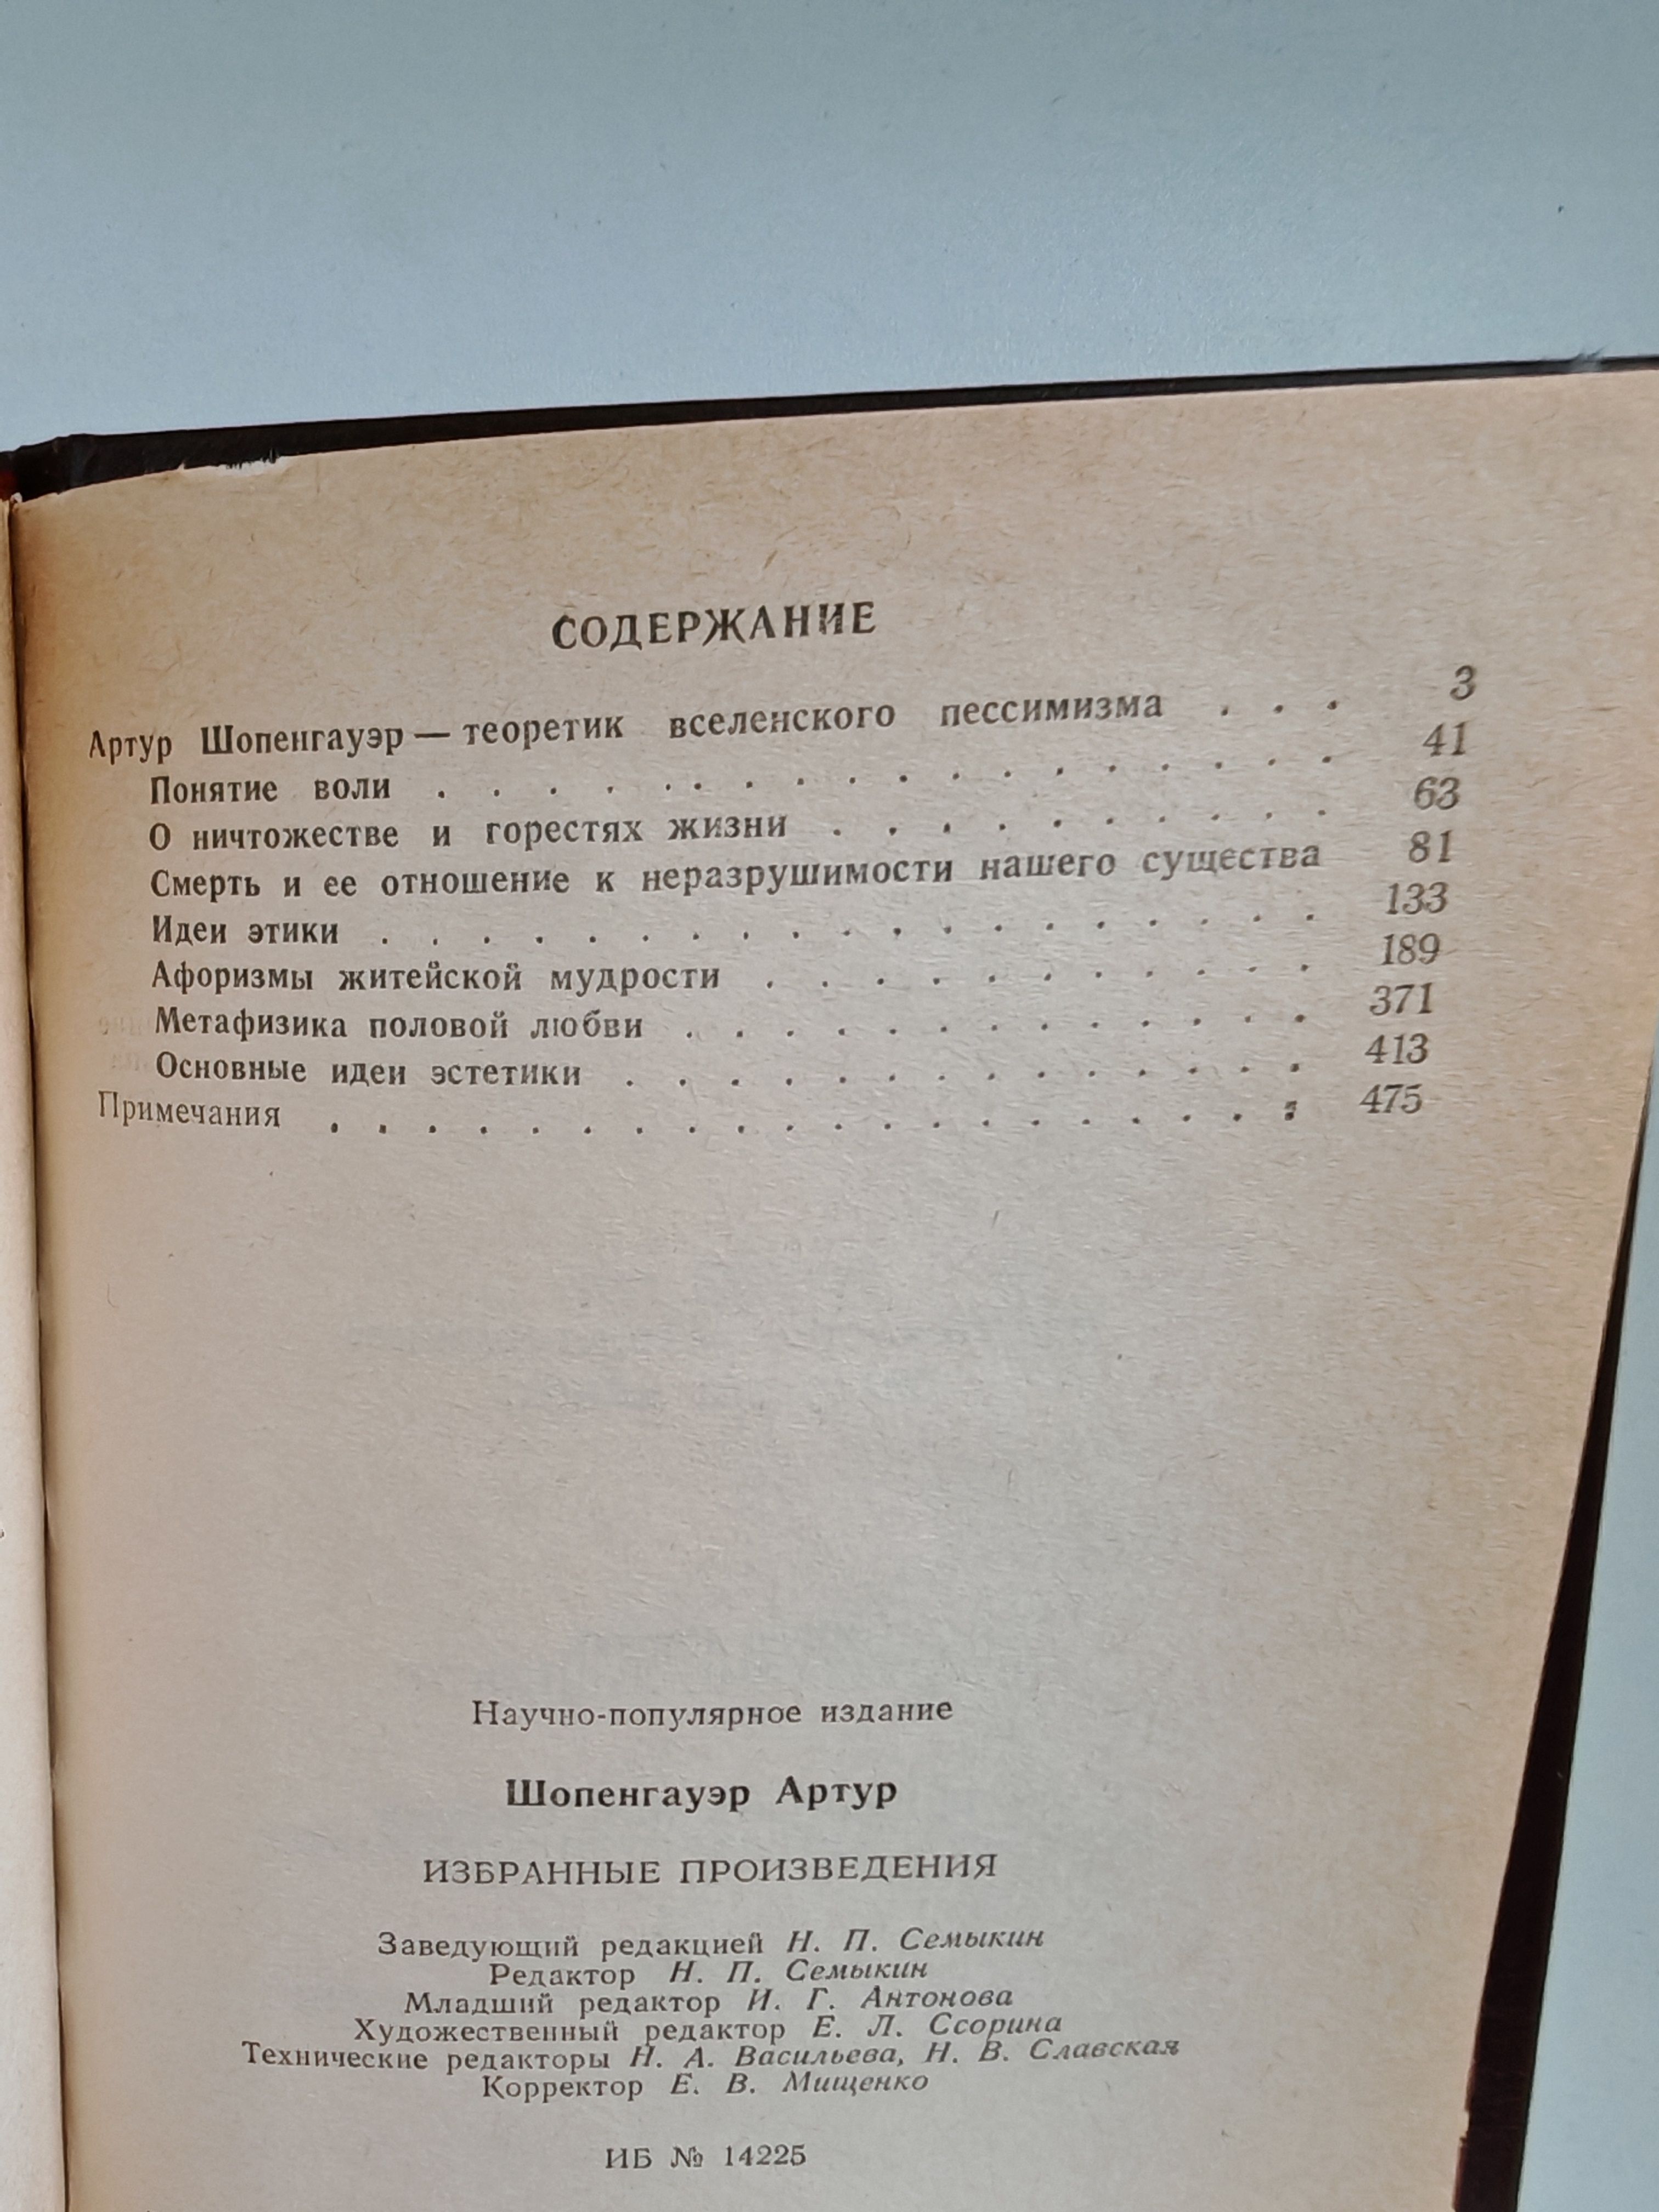 СОДЕРЖАНИЕ
Артур Шопенгауэр — теоретик вселенского пессимизма . . . 3
Понятие воли . . . . . . . . . . . . . . . . . . 41
О ничтожестве и горестях жизни . . . . . . . . . . 63
Смерть и ее отношение к неразрушимости нашего существа 81
Идеи этики . . . . . . . . . . . . . . . . . . . 133
Афоризмы житейской мудрости . . . . . . . . . . . 189
Метафизика половой любви . . . . . . . . . . . . . 371
Основные идеи эстетики . . . . . . . . . . . . . . 413
Примечания . . . . . . . . . . . . . . . . . . . . 475
Научно-популярное издание
Шопенгауэр Артур
ИЗБРАННЫЕ ПРОИЗВЕДЕНИЯ
Заведующий редакцией Н. П. Семыкин
Редактор Н. П. Семыкин
Младший редактор И. Г. Антонова
Художественный редактор Е. Л. Ссорина
Технические редакторы Н. А. Васильева, Н. В. Славская
Корректор Е. В. Мищенко
ИБ № 14225